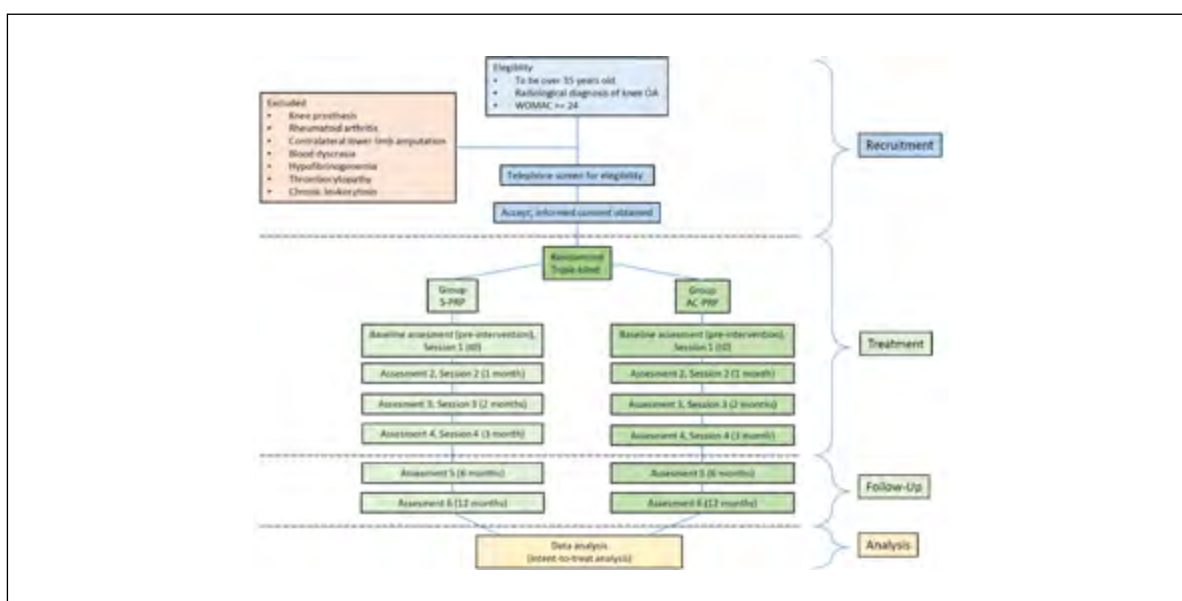 Elegibility
• To be over 35 years old
• Radiological diagnosis of knee OA
• WOMAC >= 24
Excluded
• Knee prosthesis
• Rheumatoid arthritis
• Contralateral lower limb amputation
• Blood dyscrasia
• Hypofibrinogenemia
• Thrombocytopathy
• Chronic leukocytosis
Recruitment
Telephone screen for elegibility
Accept, informed consent obtained
Randomized
Triple-blind
Group
S-PRP
Group
AC-PRP
Baseline assesment (pre-intervention),
Session 1 (t0)
Baseline assesment (pre-intervention),
Session 1 (t0)
Treatment
Assesment 2, Session 2 (1 month)
Assesment 2, Session 2 (1 month)
Assesment 3, Session 3 (2 months)
Assesment 3, Session 3 (2 months)
Assesment 4, Session 4 (3 month)
Assesment 4, Session 4 (3 month)
Assesment 5 (6 months)
Assesment 5 (6 months)
Follow-Up
Assesment 6 (12 months)
Assesment 6 (12 months)
Data analysis
(intent-to-treat analysis)
Analysis